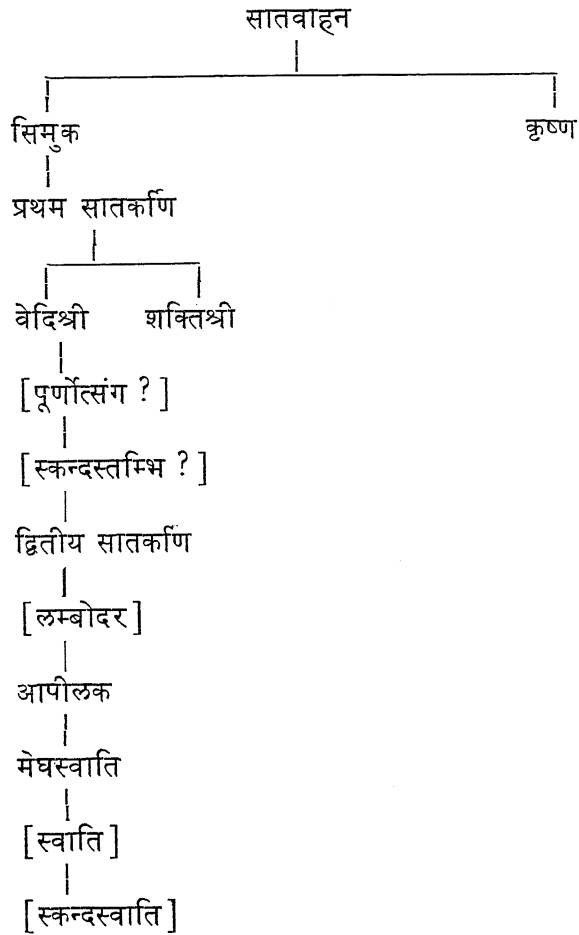 सातवाहन
सिमुक कृष्ण
प्रथम सातकर्णि
वेदिश्री शक्तिश्री
[पूर्णोत्संग ?]
[स्कन्दस्तम्भि ?]
द्वितीय सातकर्णि
[लम्बोदर]
आपीलक
मेघस्वाति
[स्वाति]
[स्कन्दस्वाति]